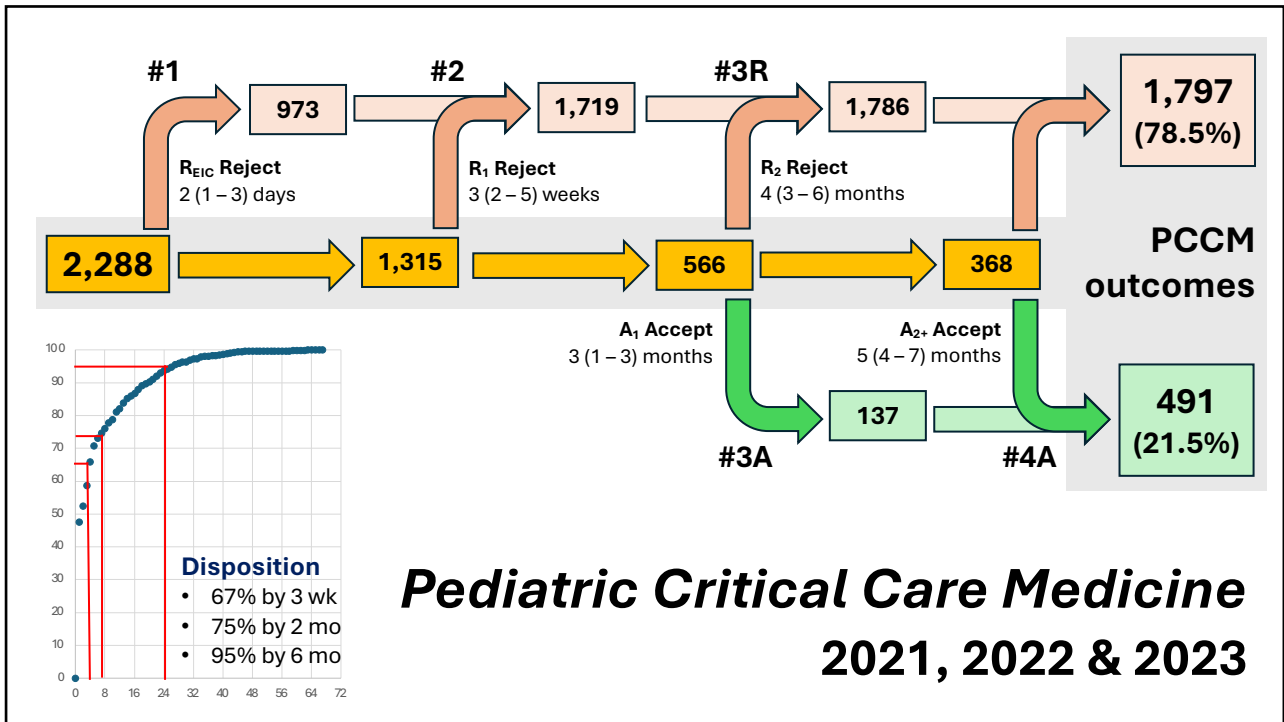 #1
#2
#3R
973
1,719
1,786
1,797
(78.5%)
R_EIC Reject
2 (1 – 3) days
R₁ Reject
3 (2 – 5) weeks
R₂ Reject
4 (3 – 6) months
2,288
1,315
566
368
PCCM
outcomes
A₁ Accept
3 (1 – 3) months
A₂₊ Accept
5 (4 – 7) months
137
491
(21.5%)
#3A
#4A
100
90
80
70
60
50
40
30
20
10
0
0 8 16 24 32 40 48 56 64 72
Disposition
• 67% by 3 wk
• 75% by 2 mo
• 95% by 6 mo
Pediatric Critical Care Medicine
2021, 2022 & 2023